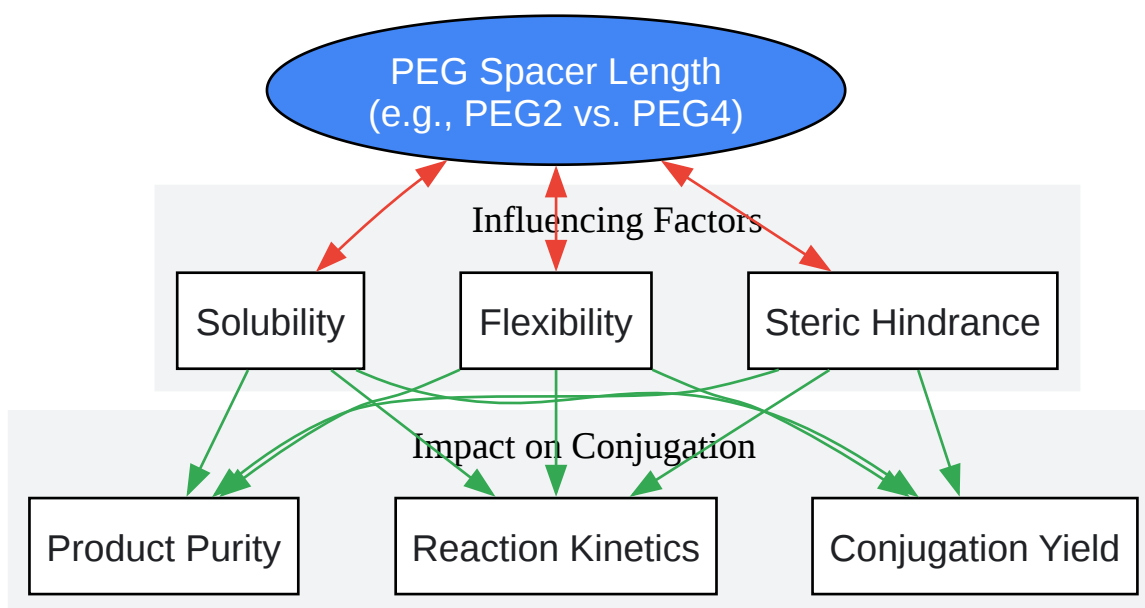 PEG Spacer Length
(e.g., PEG2 vs. PEG4)
Influencing Factors
Solubility
Flexibility
Steric Hindrance
Impact on Conjugation
Product Purity
Reaction Kinetics
Conjugation Yield